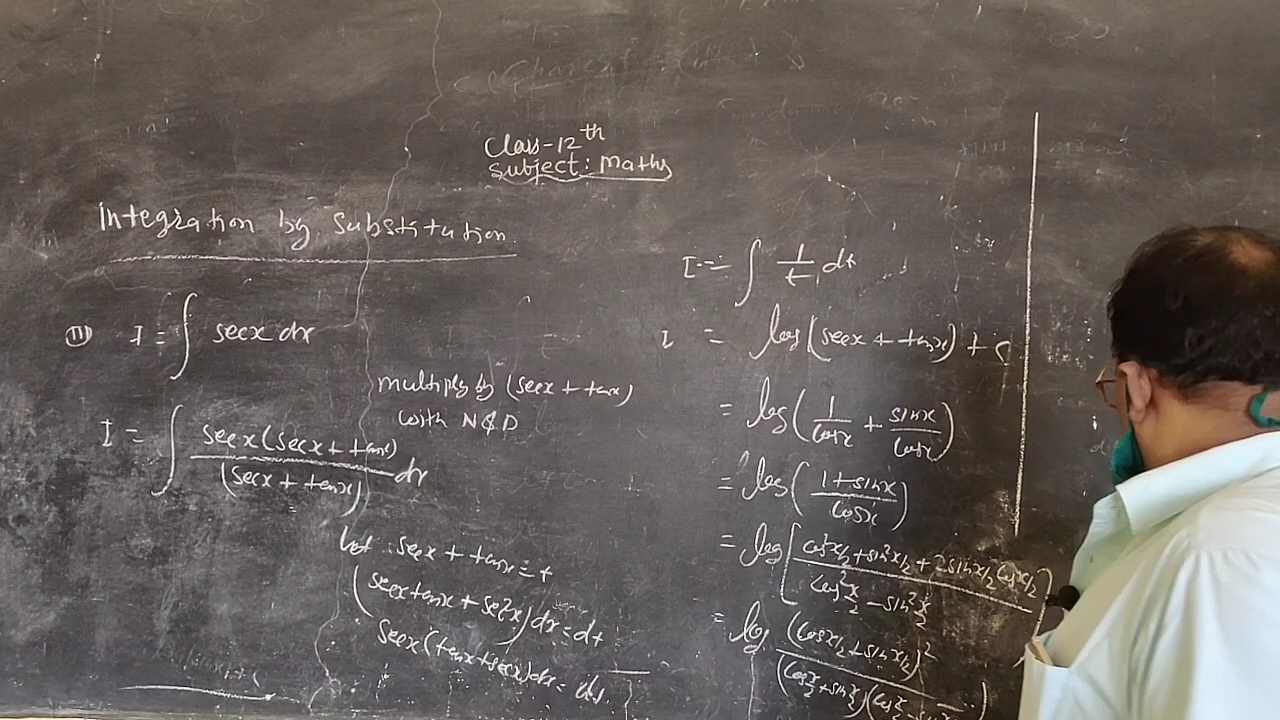 Class-12th
Subject: Maths
Integration by Substitution
(11) I = ∫ secx dx
multiply by (secx + tanx)
with N & D
I = ∫ secx(secx + tanx) / (secx + tanx) dx
let secx + tanx = t
(secx tanx + sec²x) dx = dt
secx(tanx + secx) dx = dt
I = ∫ 1/t dt
I = log(secx + tanx) + C
= log(1/cosx + sinx/cosx)
= log((1+sinx)/cosx)
= log[(cos²x/2 + sin²x/2 + 2sinx/2 cosx/2) / (cos²x/2 - sin²x/2)]
= log (cosx/2 + sinx/2)² / (cosx/2 + sinx/2)(cosx/2 - sin